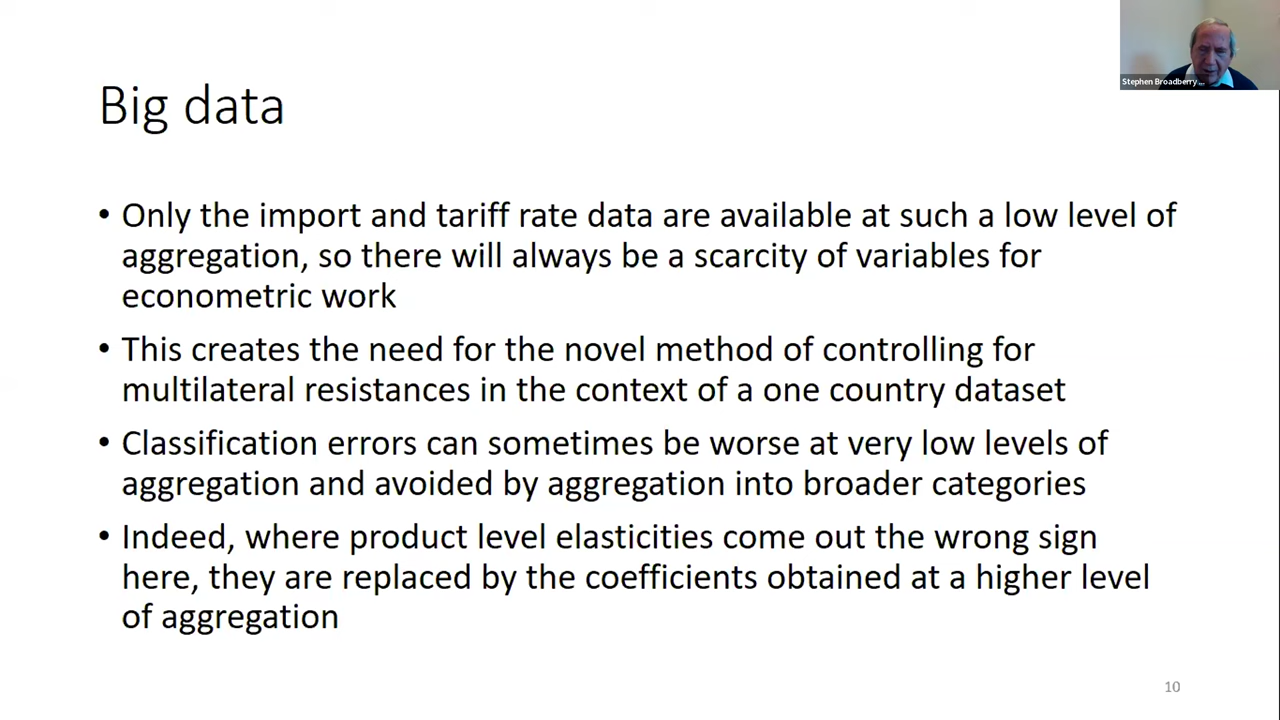 Stephen Broadberry ...
Big data
• Only the import and tariff rate data are available at such a low level of
aggregation, so there will always be a scarcity of variables for
econometric work
• This creates the need for the novel method of controlling for
multilateral resistances in the context of a one country dataset
• Classification errors can sometimes be worse at very low levels of
aggregation and avoided by aggregation into broader categories
• Indeed, where product level elasticities come out the wrong sign
here, they are replaced by the coefficients obtained at a higher level
of aggregation
10